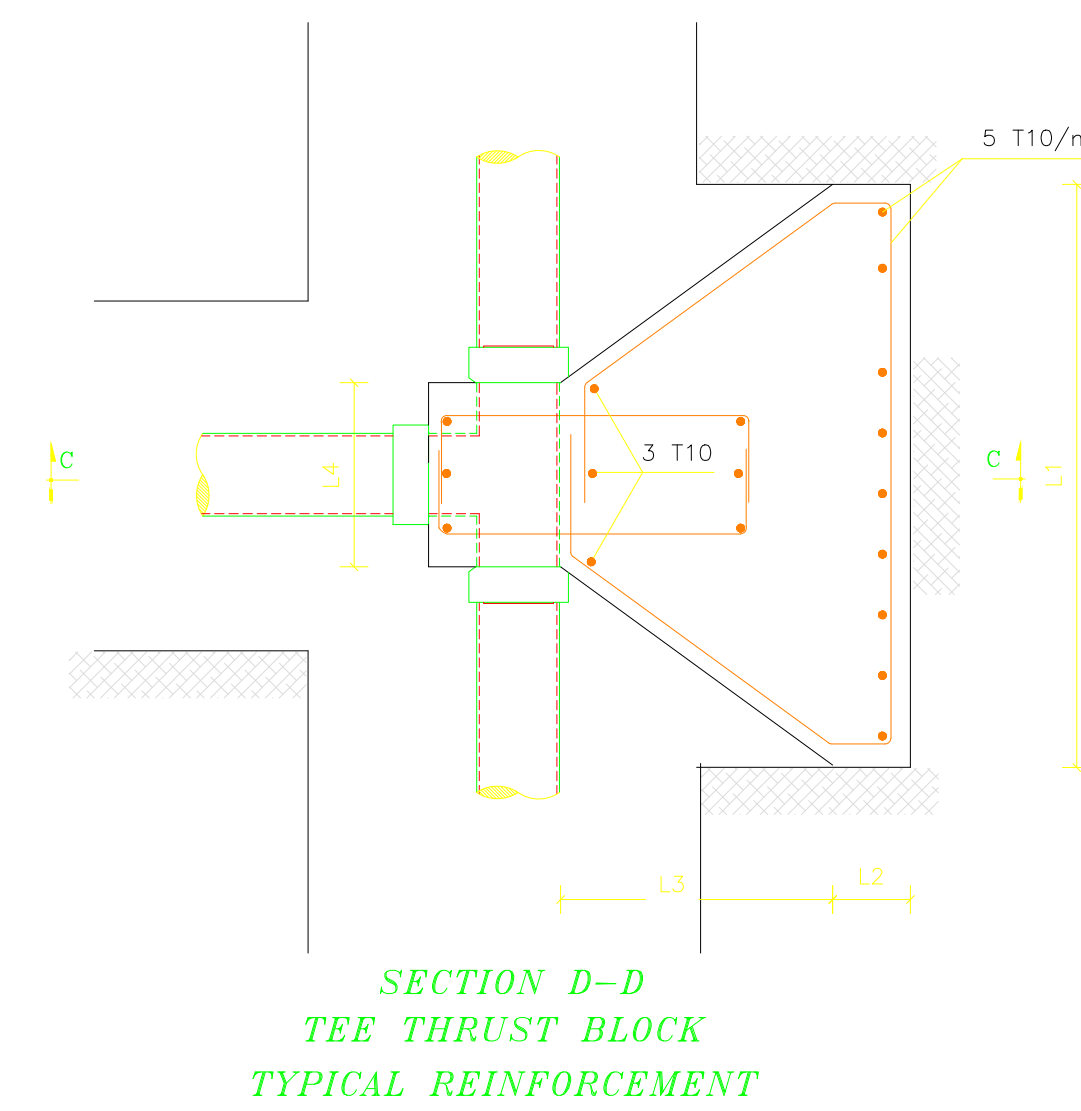 5 T10/m
C
L4
3 T10
C
L1
L3
L2
SECTION D-D
TEE THRUST BLOCK
TYPICAL REINFORCEMENT